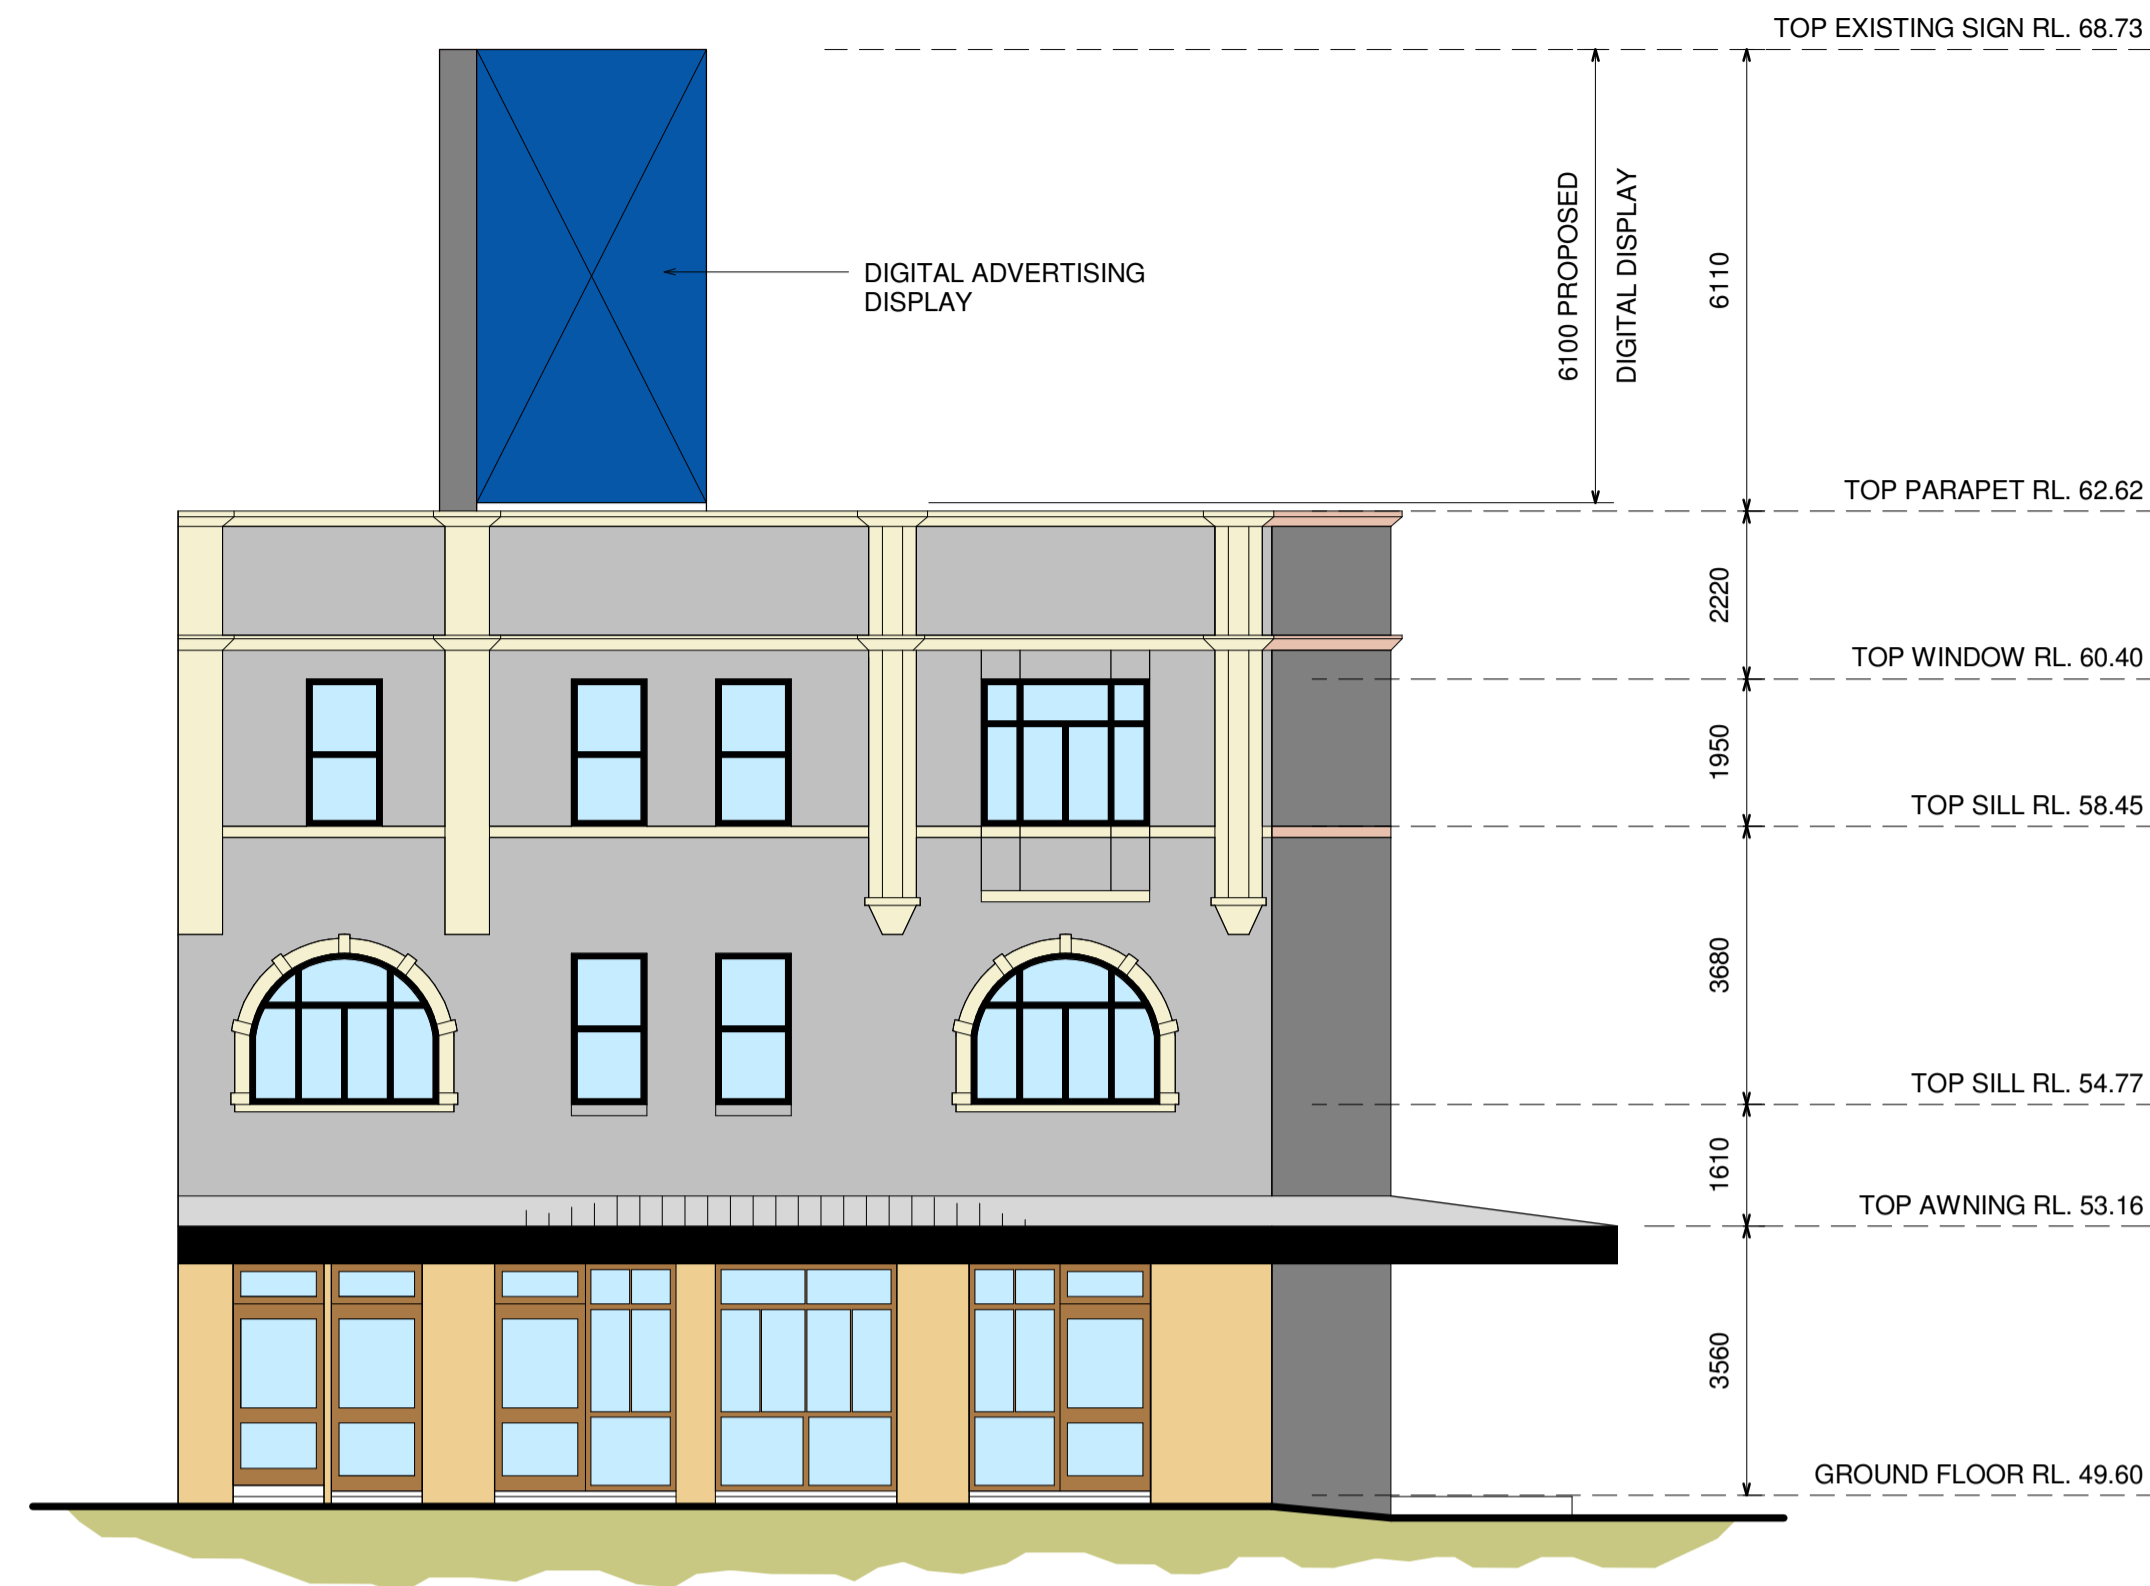 TOP EXISTING SIGN RL. 68.73
DIGITAL ADVERTISING
DISPLAY
6100 PROPOSED
DIGITAL DISPLAY
6110
TOP PARAPET RL. 62.62
2220
TOP WINDOW RL. 60.40
1950
TOP SILL RL. 58.45
3680
TOP SILL RL. 54.77
1610
TOP AWNING RL. 53.16
3560
GROUND FLOOR RL. 49.60